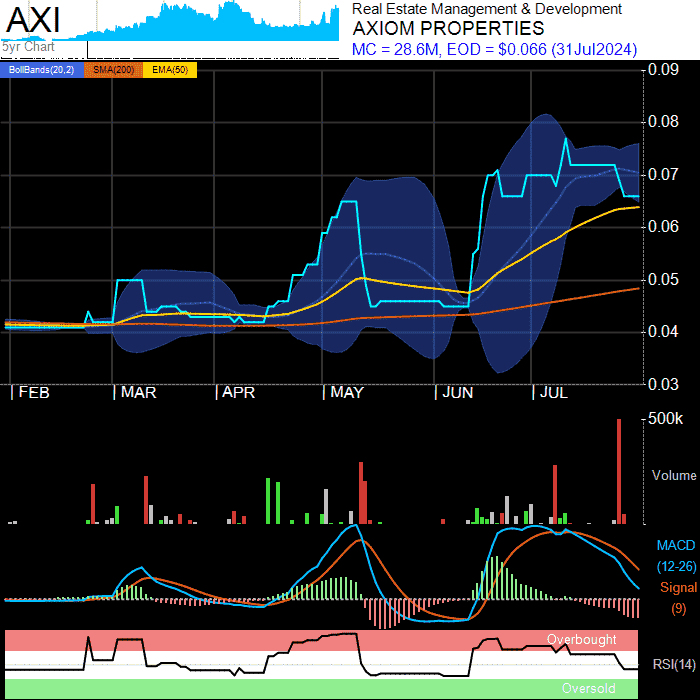 AXI
5yr Chart
Real Estate Management & Development
AXIOM PROPERTIES
MC = 28.6M, EOD = $0.066 (31Jul2024)
BollBands(20,2) SMA(200) EMA(50)
0.09
0.08
0.07
0.06
0.05
0.04
0.03
FEB MAR APR MAY JUN JUL
500k
Volume
MACD
(12-26)
Signal
(9)
Overbought
RSI(14)
Oversold